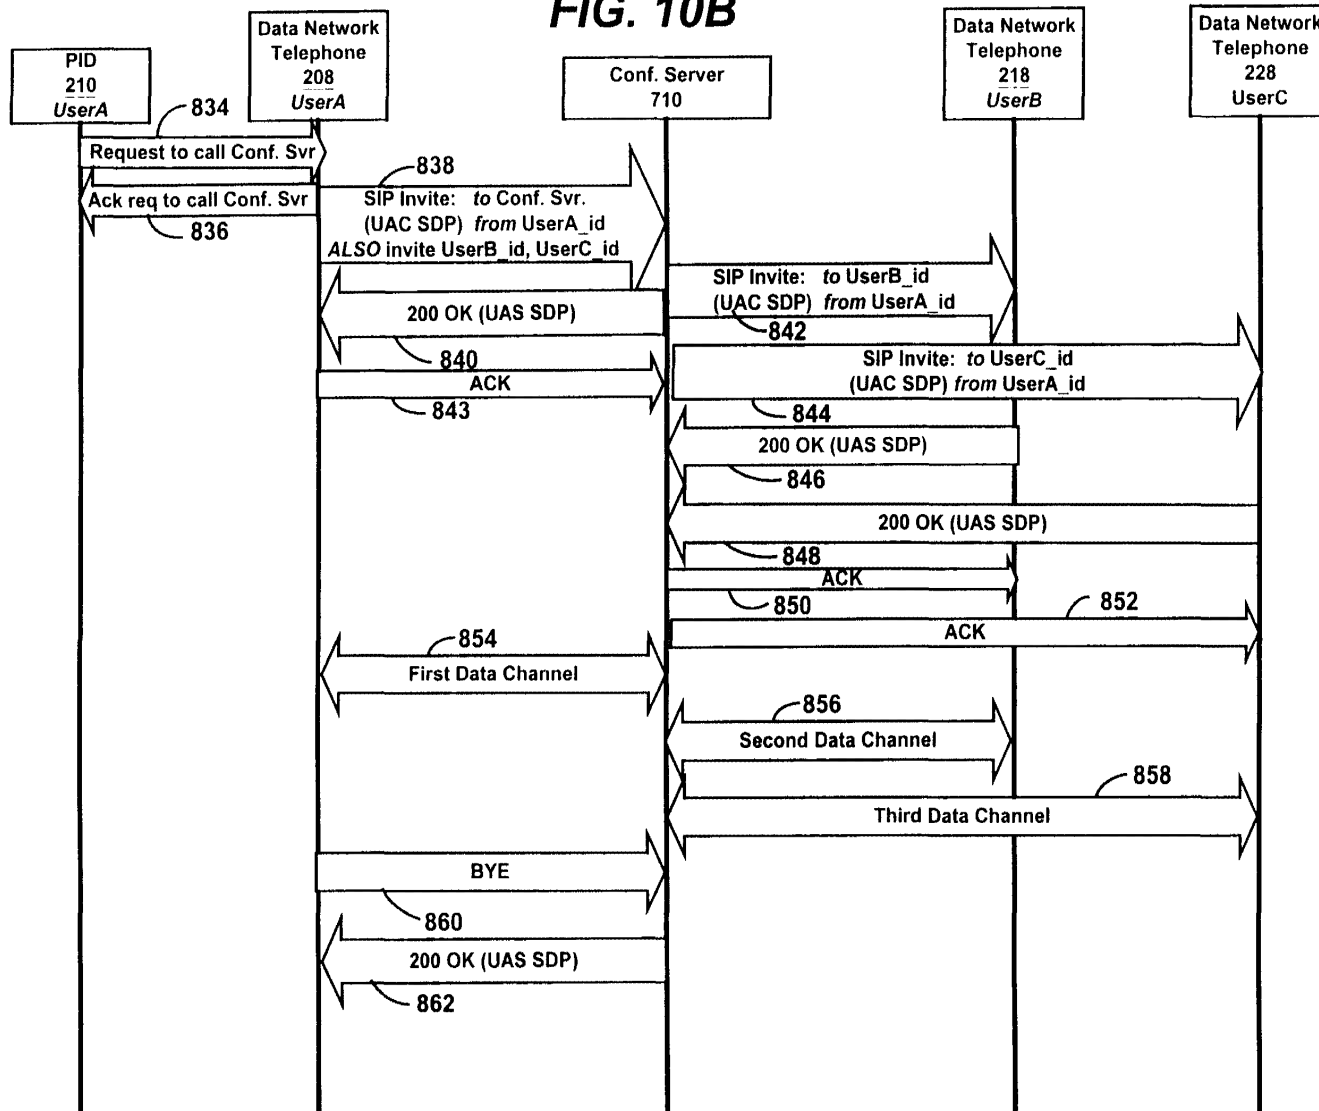 FIG. 10B
PID
210
UserA
Data Network
Telephone
208
UserA
Conf. Server
710
Data Network
Telephone
218
UserB
Data Network
Telephone
228
UserC
834
Request to call Conf. Svr
Ack req to call Conf. Svr
836
838
SIP Invite: to Conf. Svr.
(UAC SDP) from UserA_id
ALSO invite UserB_id, UserC_id
SIP Invite: to UserB_id
(UAC SDP) from UserA_id
842
200 OK (UAS SDP)
840
SIP Invite: to UserC_id
(UAC SDP) from UserA_id
844
ACK
843
200 OK (UAS SDP)
846
200 OK (UAS SDP)
848
ACK
850
852
ACK
854
First Data Channel
856
Second Data Channel
858
Third Data Channel
BYE
860
200 OK (UAS SDP)
862